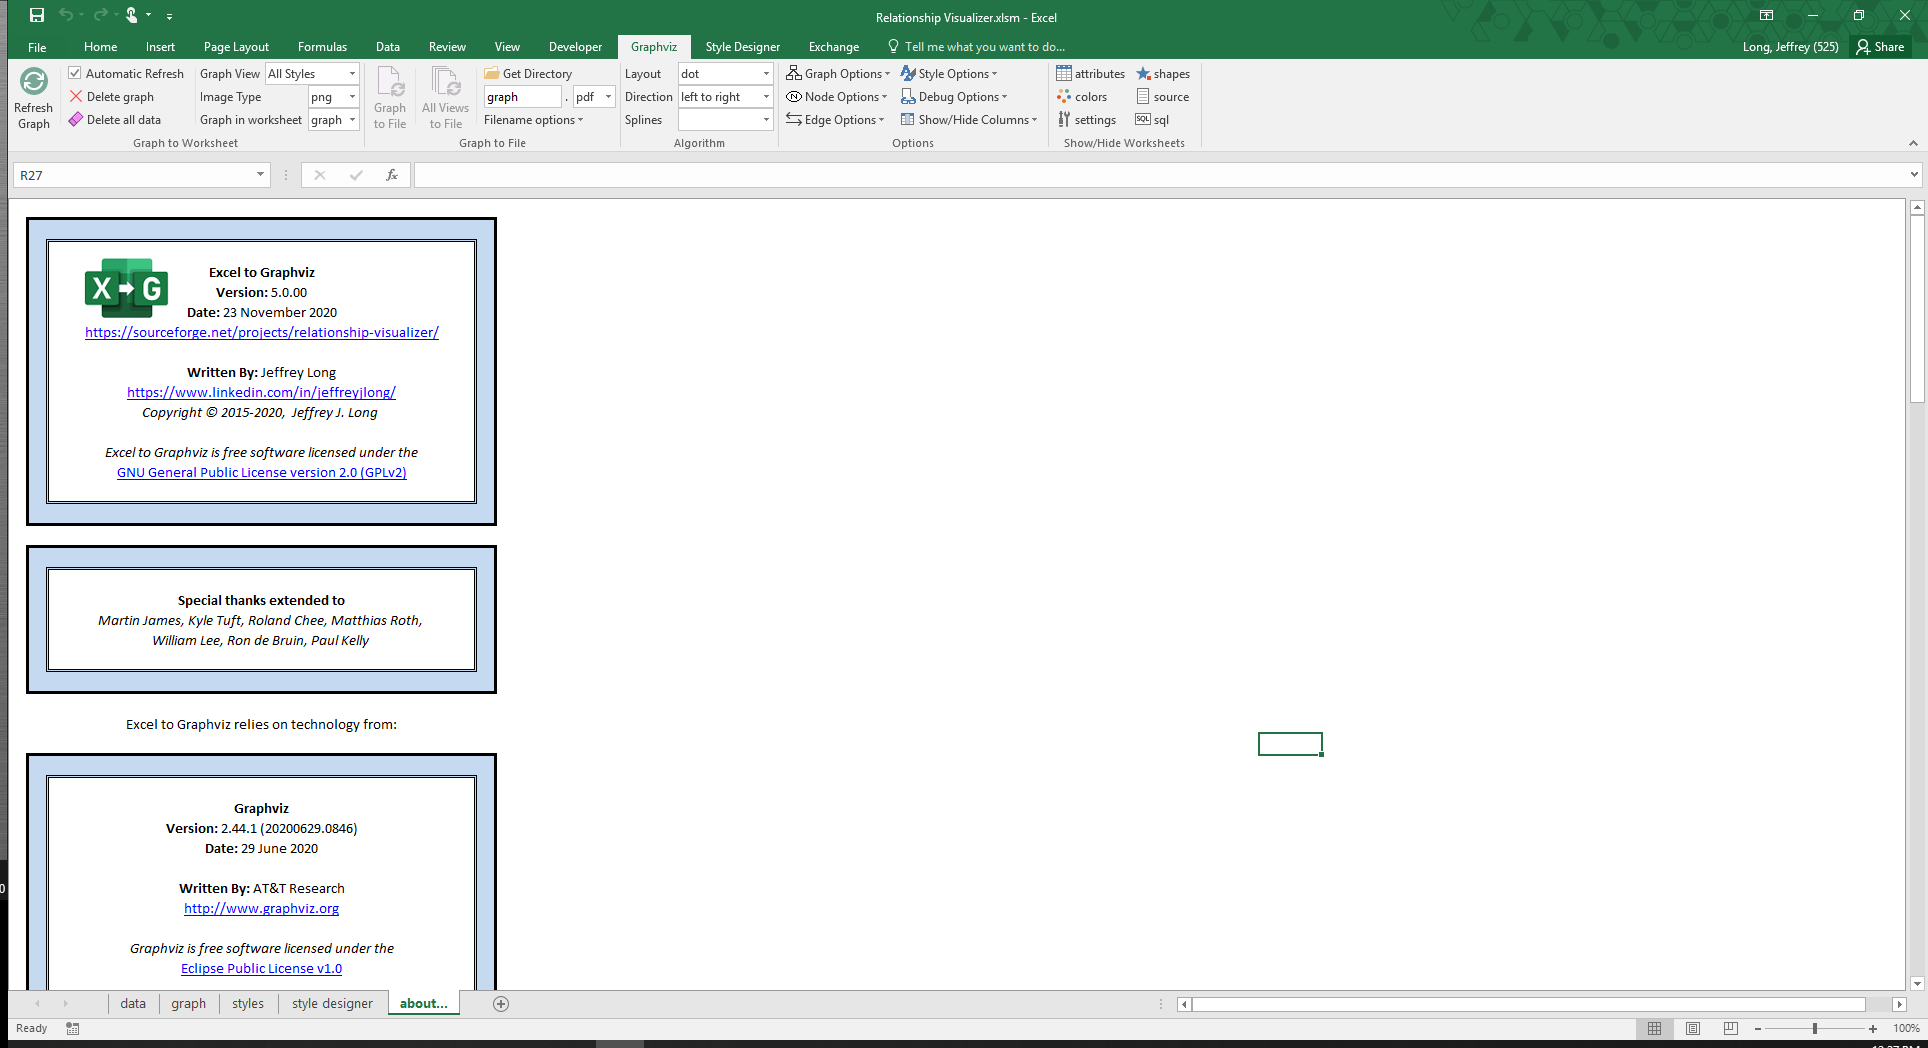 Relationship Visualizer.xlsm - Excel
File Home Insert Page Layout Formulas Data Review View Developer Graphviz Style Designer Exchange Tell me what you want to do... Long, Jeffrey (525) Share
Refresh Graph
Automatic Refresh
Delete graph
Delete all data
Graph View All Styles
Image Type png
Graph in worksheet graph
Graph to Worksheet
Graph to File
All Views to File
Get Directory
graph . pdf
Filename options
Graph to File
Layout dot
Direction left to right
Splines
Algorithm
Graph Options
Node Options
Edge Options
Style Options
Debug Options
Show/Hide Columns
Options
attributes
colors
settings
shapes
source
SQL sql
Show/Hide Worksheets
R27
fx
X G
Excel to Graphviz
Version: 5.0.00
Date: 23 November 2020
https://sourceforge.net/projects/relationship-visualizer/
Written By: Jeffrey Long
https://www.linkedin.com/in/jeffreyjlong/
Copyright © 2015-2020, Jeffrey J. Long
Excel to Graphviz is free software licensed under the
GNU General Public License version 2.0 (GPLv2)
Special thanks extended to
Martin James, Kyle Tuft, Roland Chee, Matthias Roth,
William Lee, Ron de Bruin, Paul Kelly
Excel to Graphviz relies on technology from:
Graphviz
Version: 2.44.1 (20200629.0846)
Date: 29 June 2020
Written By: AT&T Research
http://www.graphviz.org
Graphviz is free software licensed under the
Eclipse Public License v1.0
data graph styles style designer about...
Ready
100%